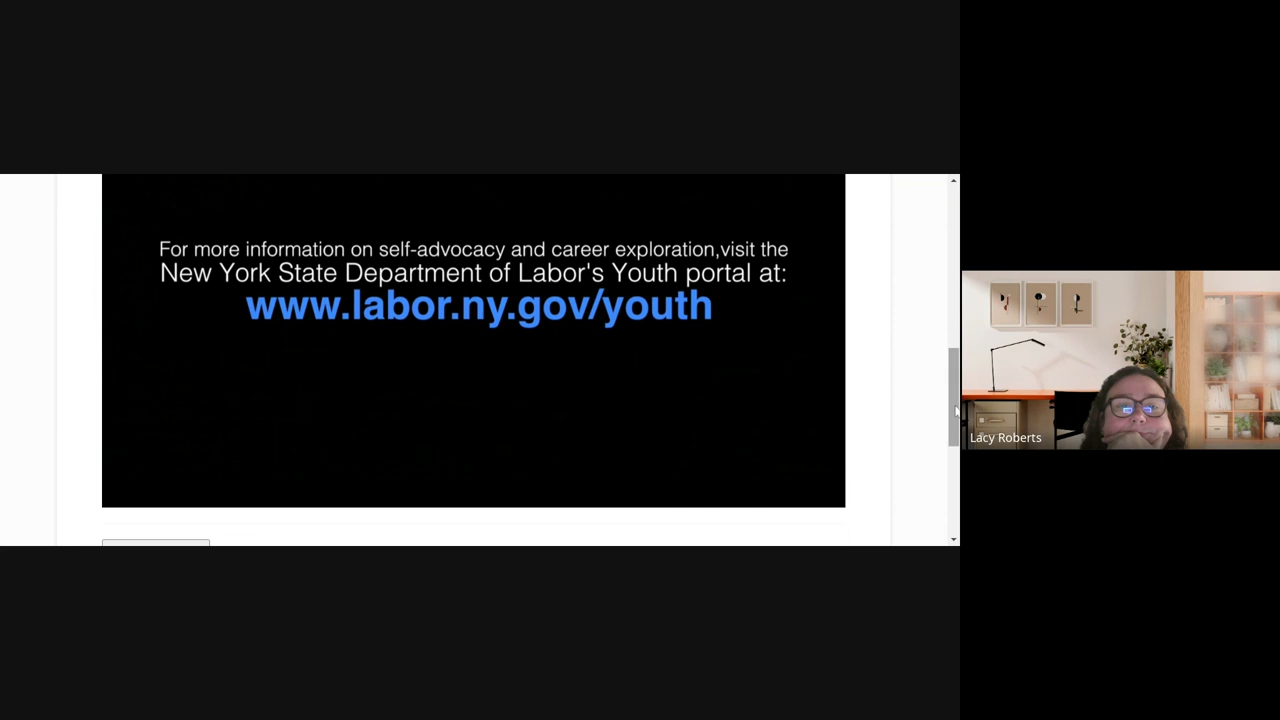 For more information on self-advocacy and career exploration,visit the
New York State Department of Labor's Youth portal at:
www.labor.ny.gov/youth
Lacy Roberts